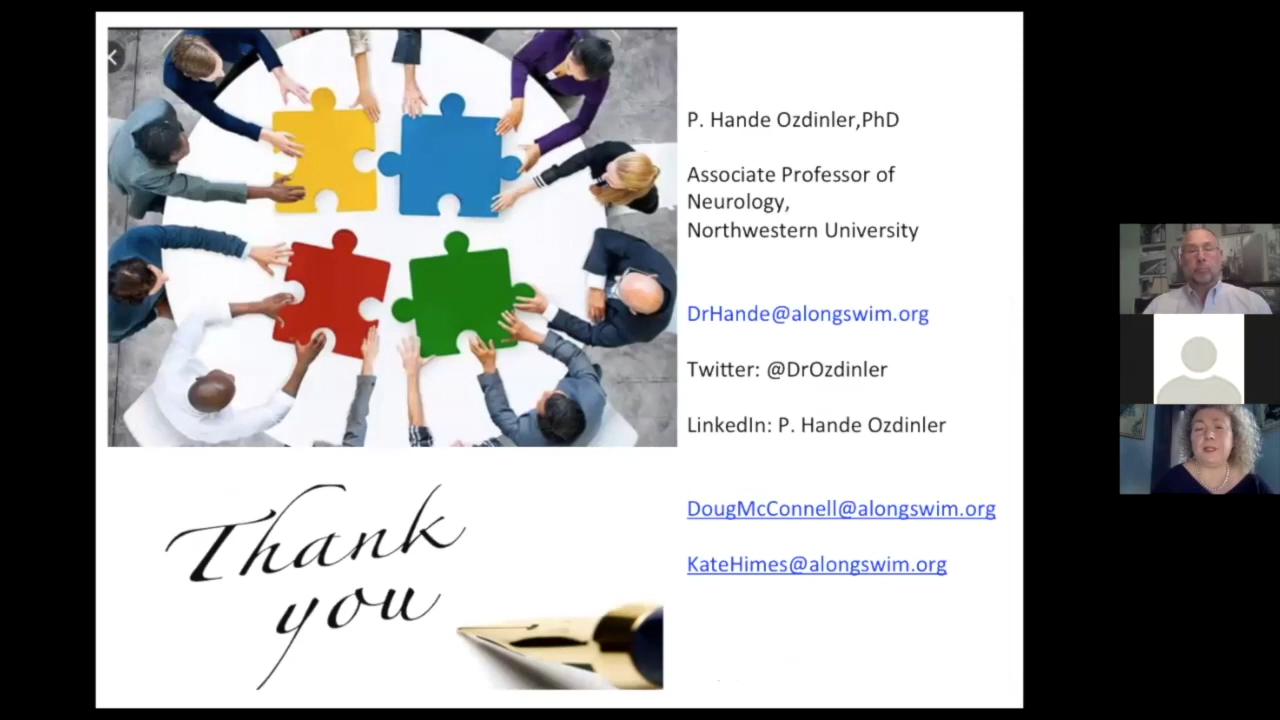 P. Hande Ozdinler,PhD
Associate Professor of
Neurology,
Northwestern University
DrHande@alongswim.org
Twitter: @DrOzdinler
LinkedIn: P. Hande Ozdinler
Thank
you
DougMcConnell@alongswim.org
KateHimes@alongswim.org